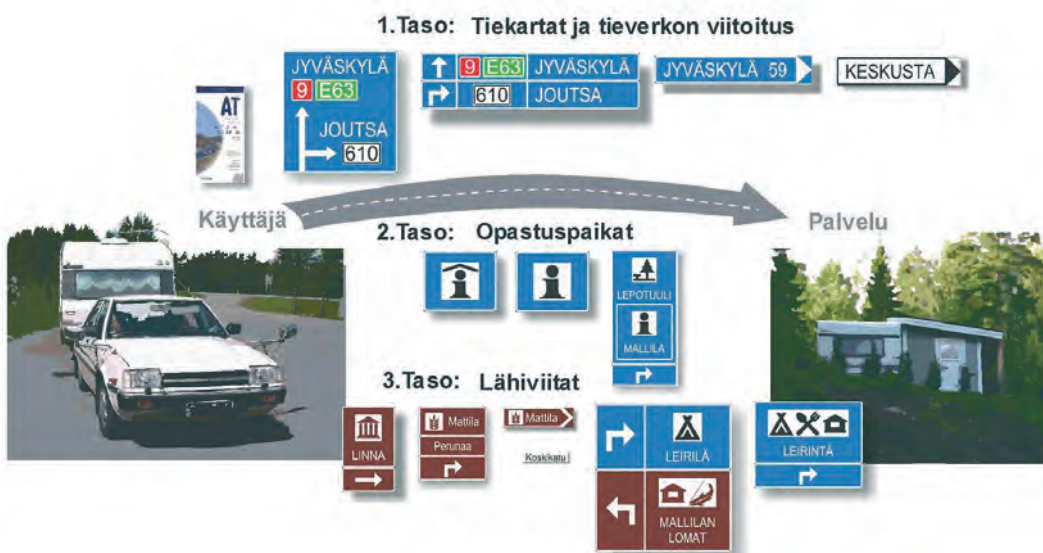 1.Taso: Tiekartat ja tieverkon viitoitus
JYVÄSKYLÄ
9 E63
JOUTSA
610
9 E63 JYVÄSKYLÄ
610 JOUTSA
JYVÄSKYLÄ 59
KESKUSTA
AT
Käyttäjä
Palvelu
2.Taso: Opastuspaikat
i
i
LEPOTUULI
i
MALLILA
3.Taso: Lähiviitat
LINNA
Mattila
Perunaa
Mattila
Koskikatu
LEIRILÄ
MALLILAN
LOMAT
LEIRINTÄ